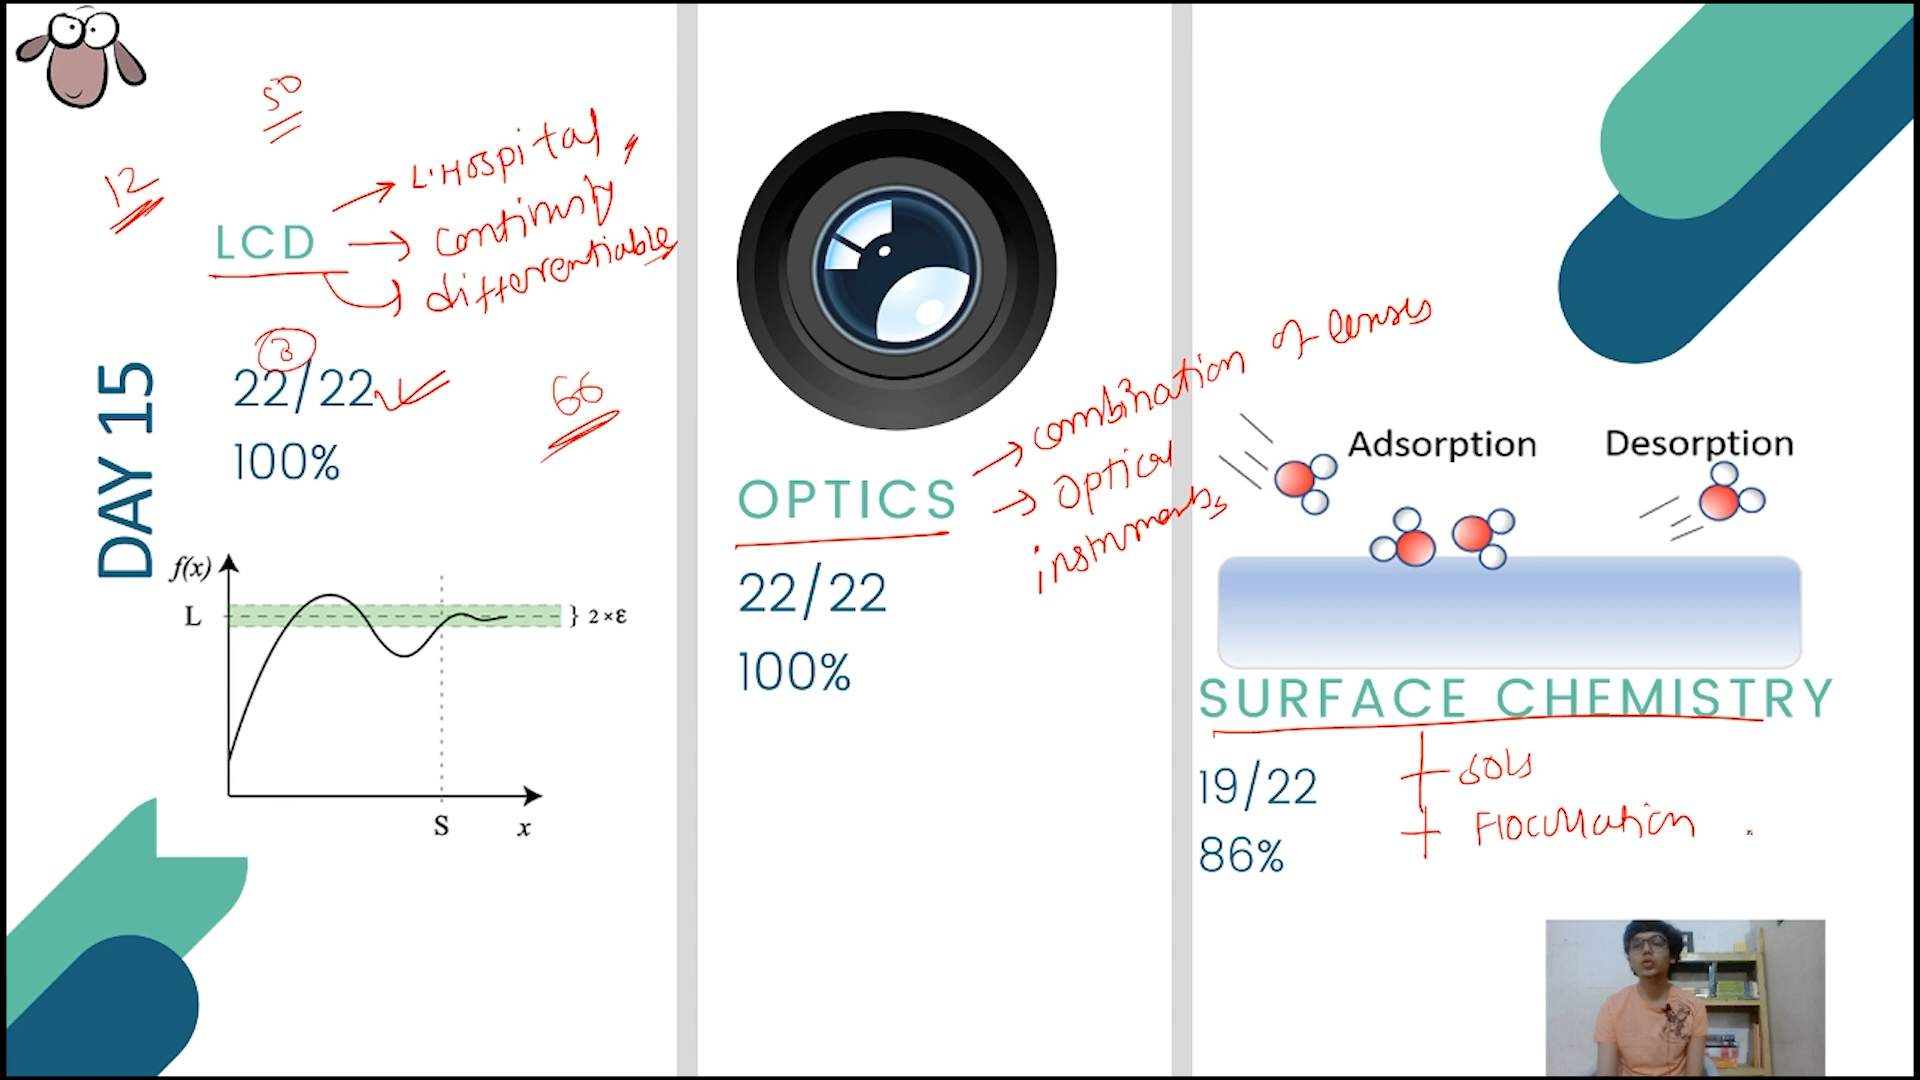 50
12
L'Hospital,
LCD
Continuity
differentiable
3
22/22
66
100%
DAY 15
f(x)
L
} 2×ε
S
x
OPTICS
combination of lenses
Optical
instruments
22/22
100%
Adsorption
Desorption
SURFACE CHEMISTRY
19/22
86%
sols
Flocculation